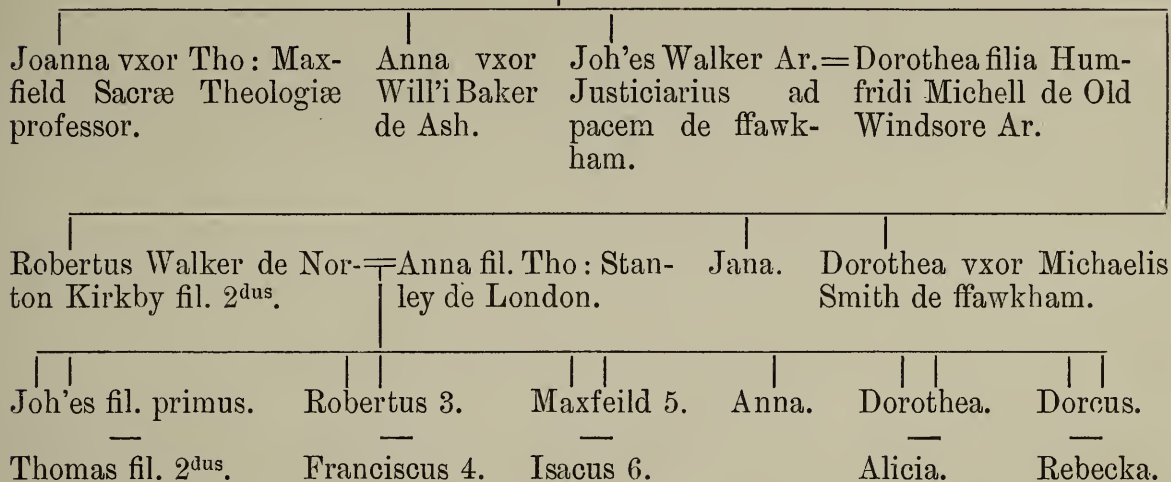 Joanna vxor Tho: Max-
field Sacræ Theologiæ
professor.
Anna vxor
Will'i Baker
de Ash.
Joh'es Walker Ar.=
Justiciarius ad
pacem de ffawk-
ham.
Dorothea filia Hum-
fridi Michell de Old
Windsore Ar.
Robertus Walker de Nor-=
ton Kirkby fil. 2dus.
Anna fil. Tho: Stan-
ley de London.
Jana.
Dorothea vxor Michaelis
Smith de ffawkham.
Joh'es fil. primus.
Thomas fil. 2dus.
Robertus 3.
Franciscus 4.
Maxfeild 5.
Isacus 6.
Anna.
Dorothea.
Alicia.
Dorcus.
Rebecka.